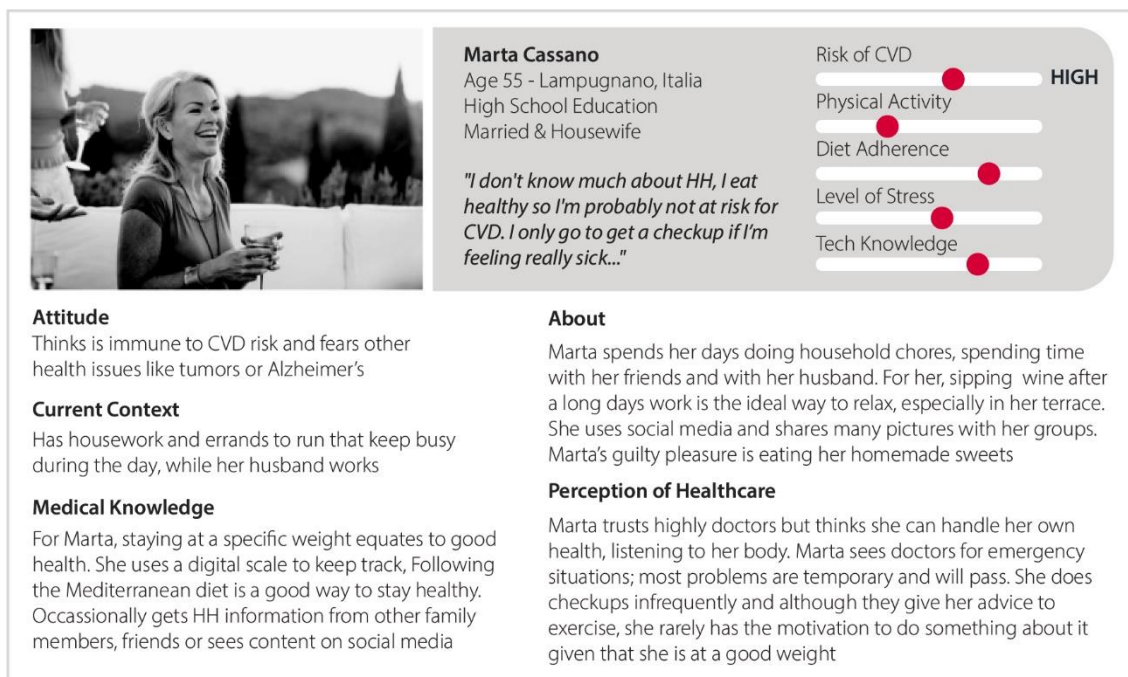 Marta Cassano
Age 55 - Lampugnano, Italia
High School Education
Married & Housewife
"I don't know much about HH, I eat
healthy so I'm probably not at risk for
CVD. I only go to get a checkup if I'm
feeling really sick..."
Risk of CVD
HIGH
Physical Activity
Diet Adherence
Level of Stress
Tech Knowledge
Attitude
Thinks is immune to CVD risk and fears other
health issues like tumors or Alzheimer's
Current Context
Has housework and errands to run that keep busy
during the day, while her husband works
Medical Knowledge
For Marta, staying at a specific weight equates to good
health. She uses a digital scale to keep track, Following
the Mediterranean diet is a good way to stay healthy.
Occassionally gets HH information from other family
members, friends or sees content on social media
About
Marta spends her days doing household chores, spending time
with her friends and with her husband. For her, sipping wine after
a long days work is the ideal way to relax, especially in her terrace.
She uses social media and shares many pictures with her groups.
Marta's guilty pleasure is eating her homemade sweets
Perception of Healthcare
Marta trusts highly doctors but thinks she can handle her own
health, listening to her body. Marta sees doctors for emergency
situations; most problems are temporary and will pass. She does
checkups infrequently and although they give her advice to
exercise, she rarely has the motivation to do something about it
given that she is at a good weight